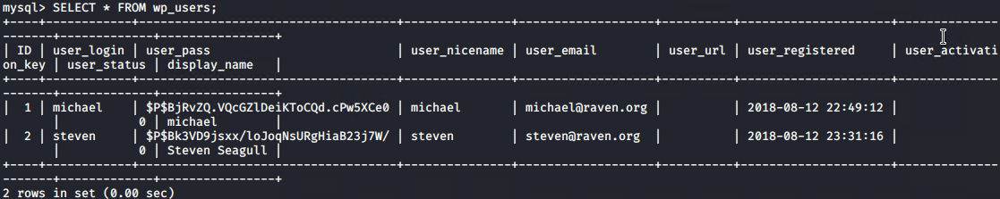 mysql> SELECT * FROM wp_users;
+----+------------+------------------------------------+---------------+-------------------+----------+---------------------+--------------
-------+-------------+----------------+
| ID | user_login | user_pass                          | user_nicename | user_email        | user_url | user_registered     | user_activati
on_key | user_status | display_name   |
+----+------------+------------------------------------+---------------+-------------------+----------+---------------------+--------------
-------+-------------+----------------+
|  1 | michael    | $P$BjRvZQ.VQcGZlDeiKToCQd.cPw5XCe0 | michael       | michael@raven.org |          | 2018-08-12 22:49:12 |
       |           0 | michael        |
|  2 | steven     | $P$Bk3VD9jsxx/loJoqNsURgHiaB23j7W/ | steven        | steven@raven.org  |          | 2018-08-12 23:31:16 |
       |           0 | Steven Seagull |
+----+------------+------------------------------------+---------------+-------------------+----------+---------------------+--------------
-------+-------------+----------------+
2 rows in set (0.00 sec)